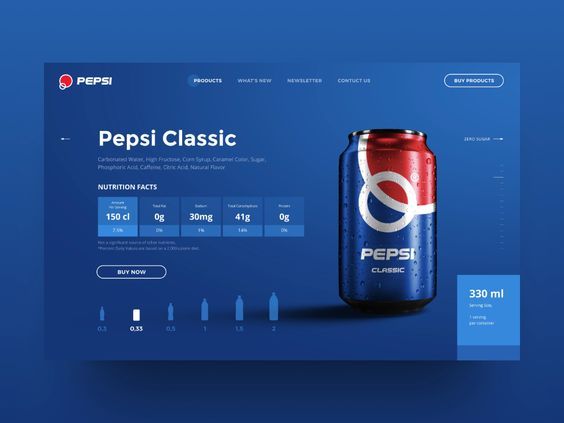 PEPSI
PRODUCTS
WHAT'S NEW
NEWSLETTER
CONTUCT US
BUY PRODUCTS
Pepsi Classic
ZERO SUGAR
Carbonated Water, High Fructose, Corn Syrup, Caramel Color, Sugar,
Phosphoric Acid, Caffeine, Citric Acid, Natural Flavor
NUTRITION FACTS
Amount
Per Serving
150 cl
7.5%
Total Fat
0g
0%
Sodium
30mg
1%
Total Carbohydrate
41g
14%
Protein
0g
0%
Not a significant source of other nutrients.
*Percent Daily Values are based on a 2,000 calorie diet.
BUY NOW
PEPSI
CLASSIC
330 ml
Serving Size,
1 serving
per container
0,3
0,33
0,5
1
1,5
2